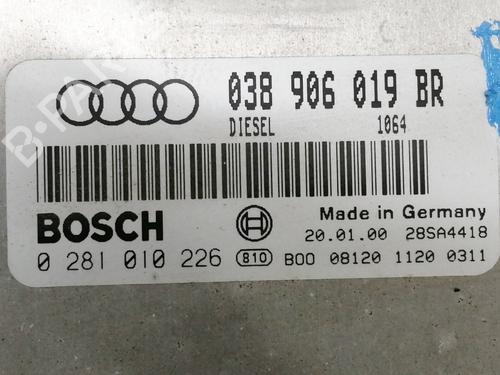 038 906 019 BR
DIESEL 1064
BOSCH
Made in Germany
20.01.00 28SA4418
0 281 010 226 810 B00 08120 1120 0311
B-PARTS